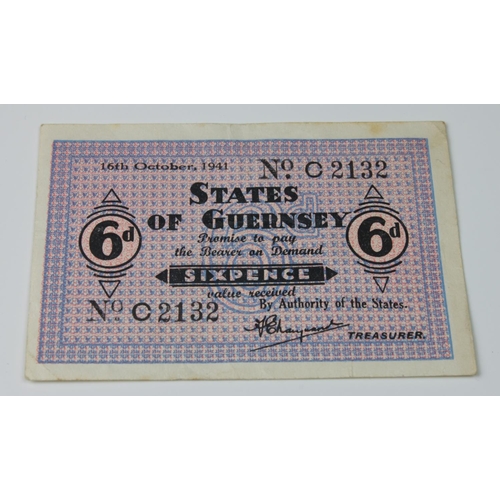 16th October, 1941 No. C 2132
STATES
OF GUERNSEY
6d 6d
Promise to pay
the Bearer on Demand
SIXPENCE
value received
No. C 2132 By Authority of the States.
TREASURER.